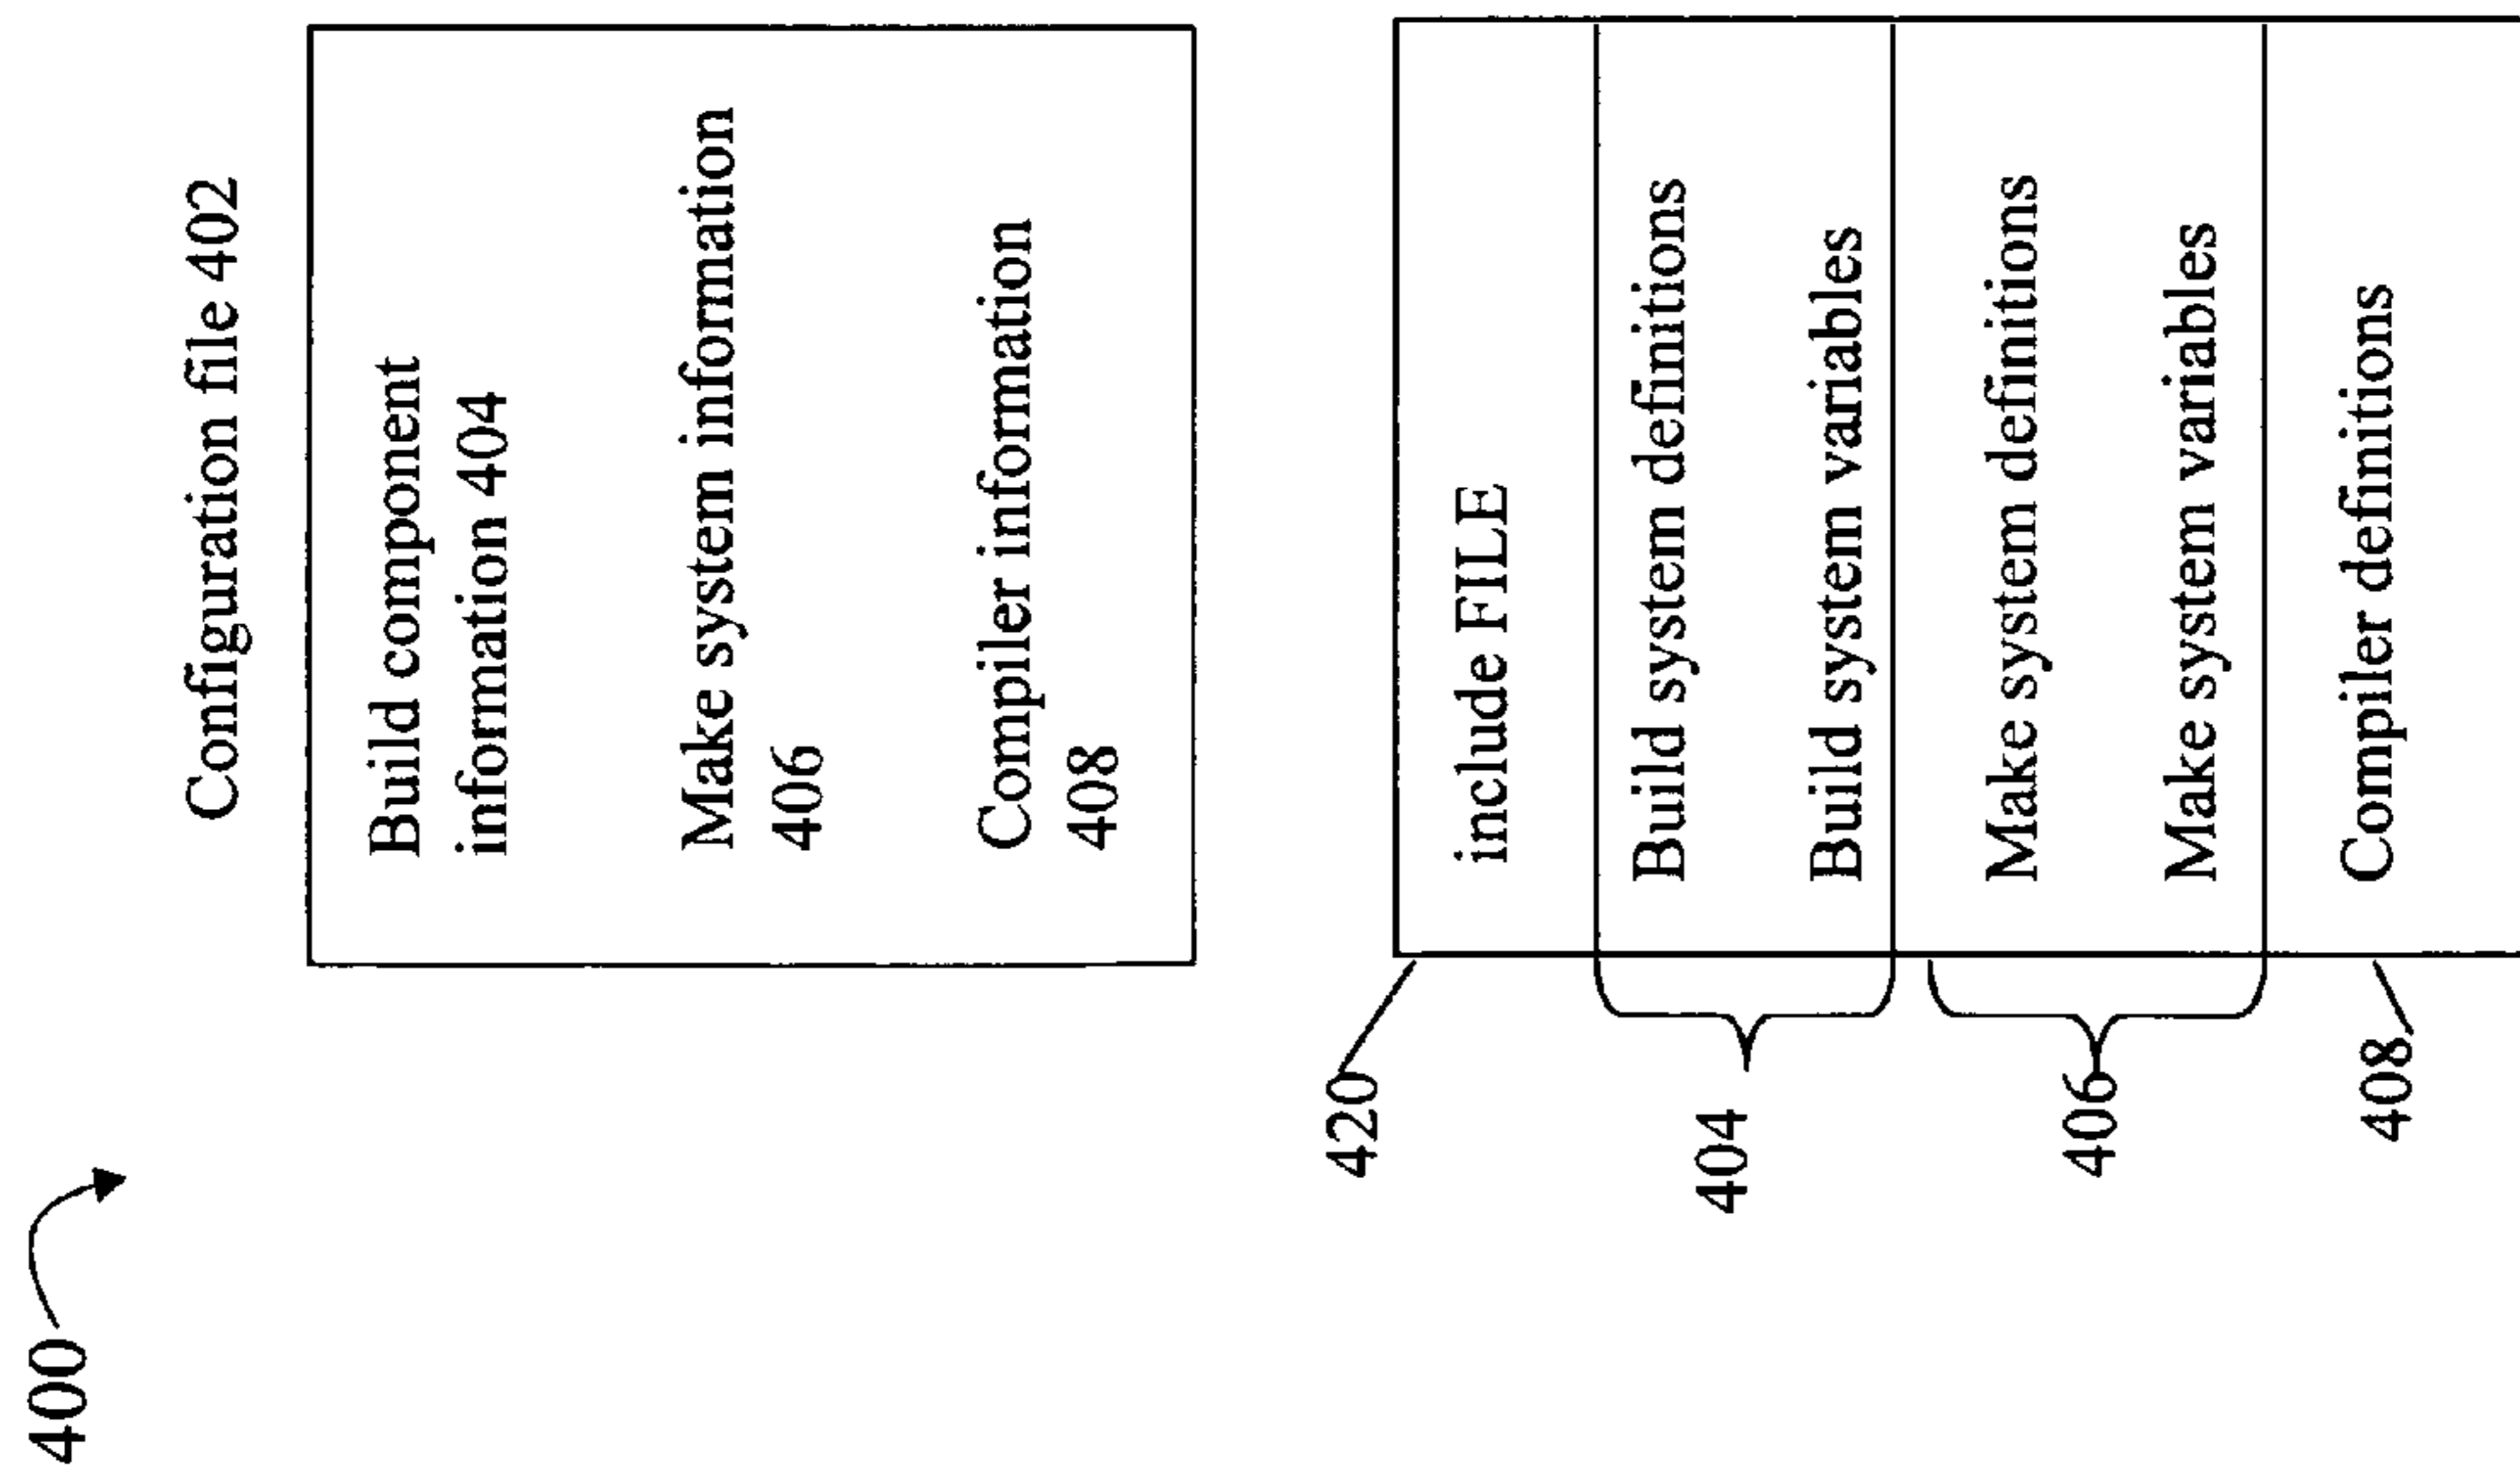 400
Configuration file 402
Build component
information 404
Make system information
406
Compiler information
408
420
include FILE
404
Build system definitions
Build system variables
406
Make system definitions
Make system variables
408
Compiler definitions